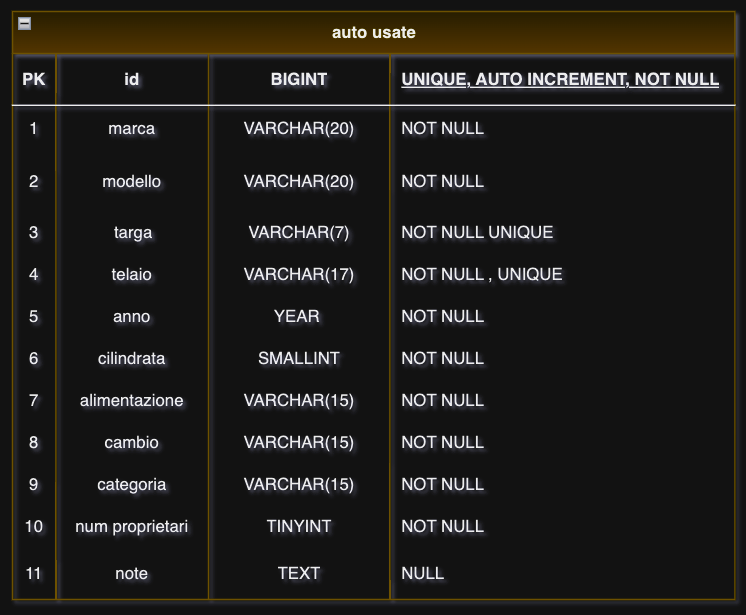 auto usate
PK id BIGINT UNIQUE, AUTO INCREMENT, NOT NULL
1 marca VARCHAR(20) NOT NULL
2 modello VARCHAR(20) NOT NULL
3 targa VARCHAR(7) NOT NULL UNIQUE
4 telaio VARCHAR(17) NOT NULL , UNIQUE
5 anno YEAR NOT NULL
6 cilindrata SMALLINT NOT NULL
7 alimentazione VARCHAR(15) NOT NULL
8 cambio VARCHAR(15) NOT NULL
9 categoria VARCHAR(15) NOT NULL
10 num proprietari TINYINT NOT NULL
11 note TEXT NULL